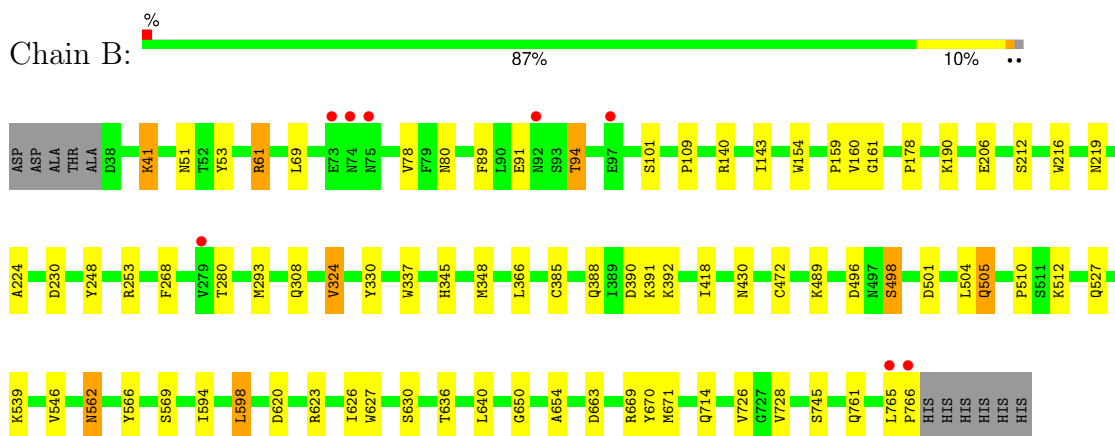 %
Chain B:
87% 10% ••
ASP ASP ALA THR ALA D38 K41 N51 T52 Y53 R61 L69 E73 N74 N75 V78 F79 N80 F89 L90 E91 N92 S93 T94 E97 S101 P109 R140 I143 W154 P159 V160 G161 P178 K190 E206 S212 W216 N219
A224 D230 Y248 R253 F268 V279 T280 M293 Q308 V324 Y330 W337 H345 M348 L366 C385 Q388 I389 D390 K391 K392 I418 N430 C472 K489 D496 N497 S498 D501 L504 Q505 P510 S511 K512 Q527
K539 V546 N562 Y566 S569 I594 L598 D620 R623 I626 W627 S630 T636 L640 G650 A654 D663 R669 Y670 M671 Q714 V726 G727 V728 S745 Q761 L765 P766 HIS HIS HIS HIS HIS HIS